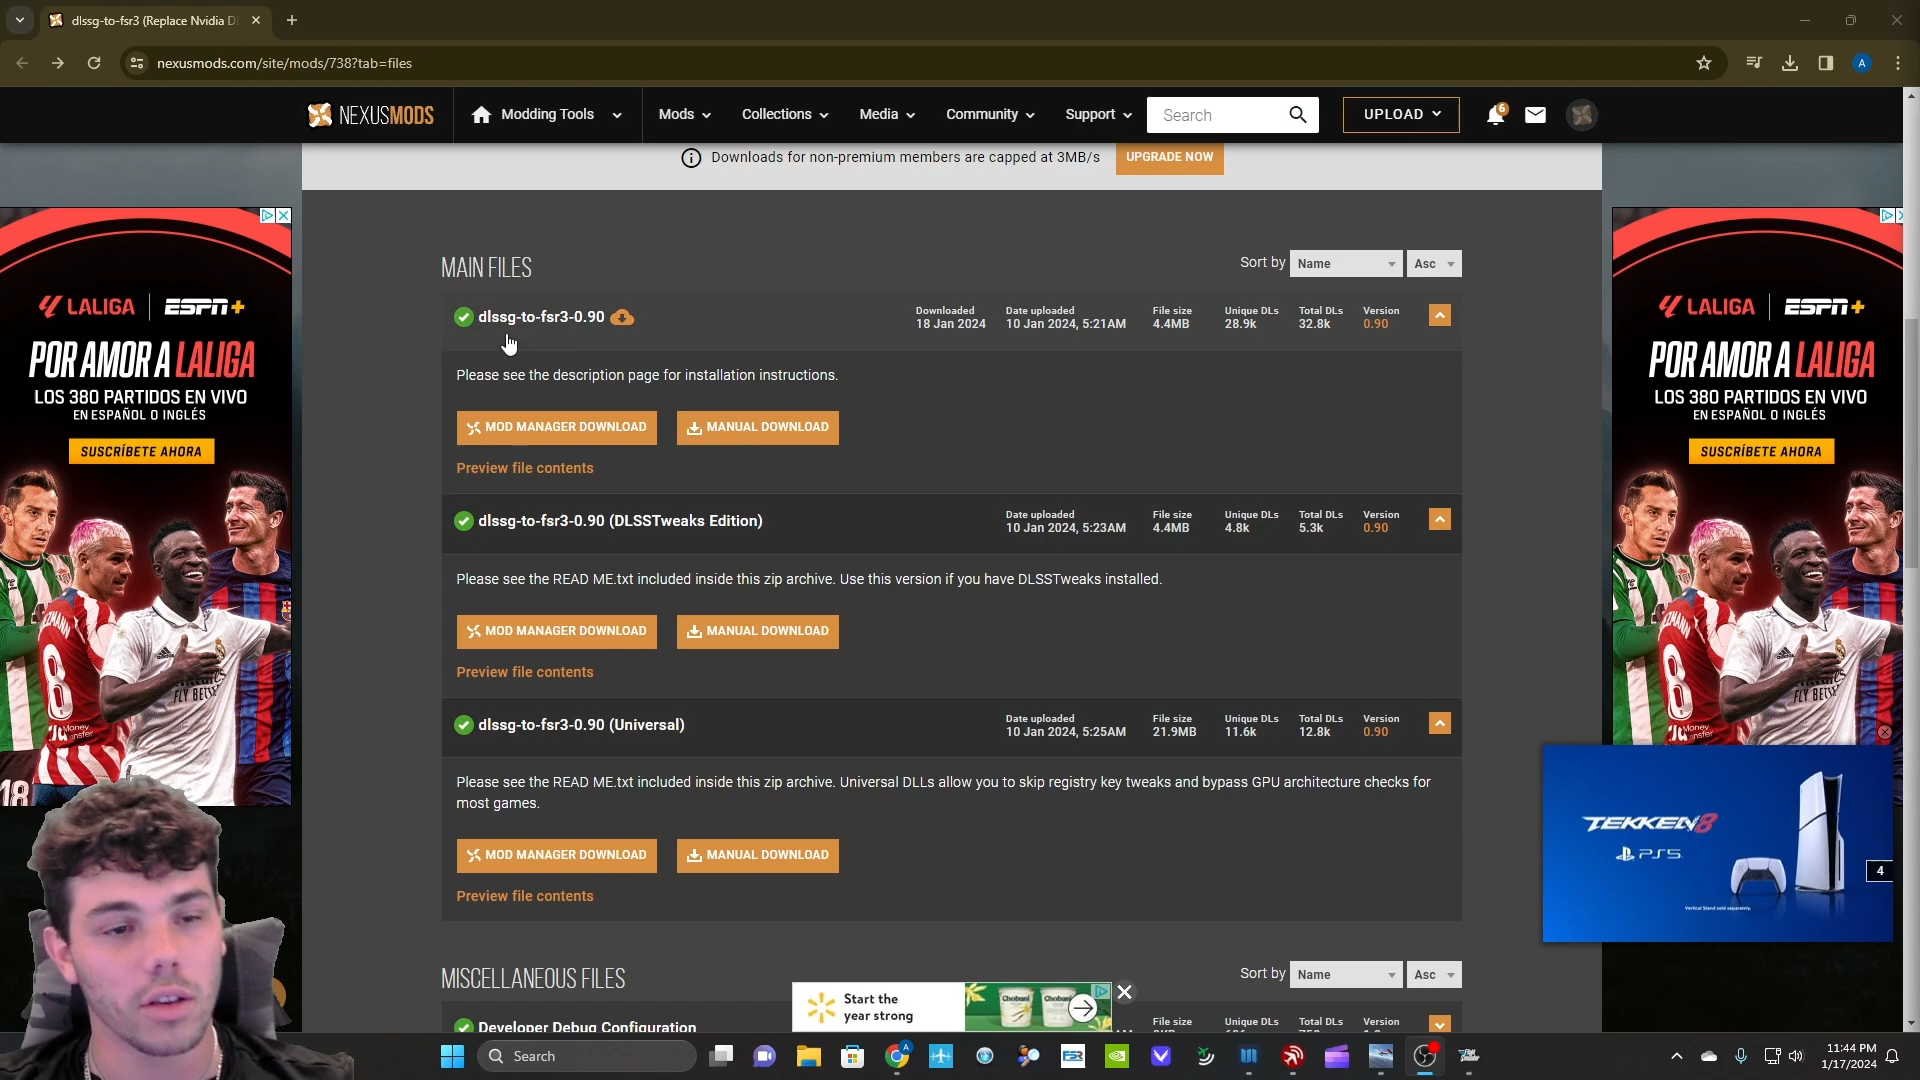 dlssg-to-fsr3 (Replace Nvidia D
nexusmods.com/site/mods/738?tab=files
A
NEXUSMODS
Modding Tools
Mods
Collections
Media
Community
Support
Search
UPLOAD
6
Downloads for non-premium members are capped at 3MB/s
UPGRADE NOW
LALIGA
ESPN+
POR AMOR A LALIGA
LOS 380 PARTIDOS EN VIVO
EN ESPAÑOL O INGLÉS
SUSCRÍBETE AHORA
LALIGA
ESPN+
POR AMOR A LALIGA
LOS 380 PARTIDOS EN VIVO
EN ESPAÑOL O INGLÉS
SUSCRÍBETE AHORA
MAIN FILES
Sort by Name Asc
dlssg-to-fsr3-0.90
Downloaded Date uploaded File size Unique DLs Total DLs Version
18 Jan 2024 10 Jan 2024, 5:21AM 4.4MB 28.9k 32.8k 0.90
Please see the description page for installation instructions.
MOD MANAGER DOWNLOAD MANUAL DOWNLOAD
Preview file contents
dlssg-to-fsr3-0.90 (DLSSTweaks Edition)
Date uploaded File size Unique DLs Total DLs Version
10 Jan 2024, 5:23AM 4.4MB 4.8k 5.3k 0.90
Please see the READ ME.txt included inside this zip archive. Use this version if you have DLSSTweaks installed.
MOD MANAGER DOWNLOAD MANUAL DOWNLOAD
Preview file contents
dlssg-to-fsr3-0.90 (Universal)
Date uploaded File size Unique DLs Total DLs Version
10 Jan 2024, 5:25AM 21.9MB 11.6k 12.8k 0.90
Please see the READ ME.txt included inside this zip archive. Universal DLLs allow you to skip registry key tweaks and bypass GPU architecture checks for
most games.
MOD MANAGER DOWNLOAD MANUAL DOWNLOAD
Preview file contents
TEKKEN 8
PS5
Vertical Stand sold separately.
4
MISCELLANEOUS FILES
Sort by Name Asc
Developer Debug Configuration
File size Unique DLs Total DLs Version
Start the
year strong
Chobani
Search
FSR
11:44 PM
1/17/2024